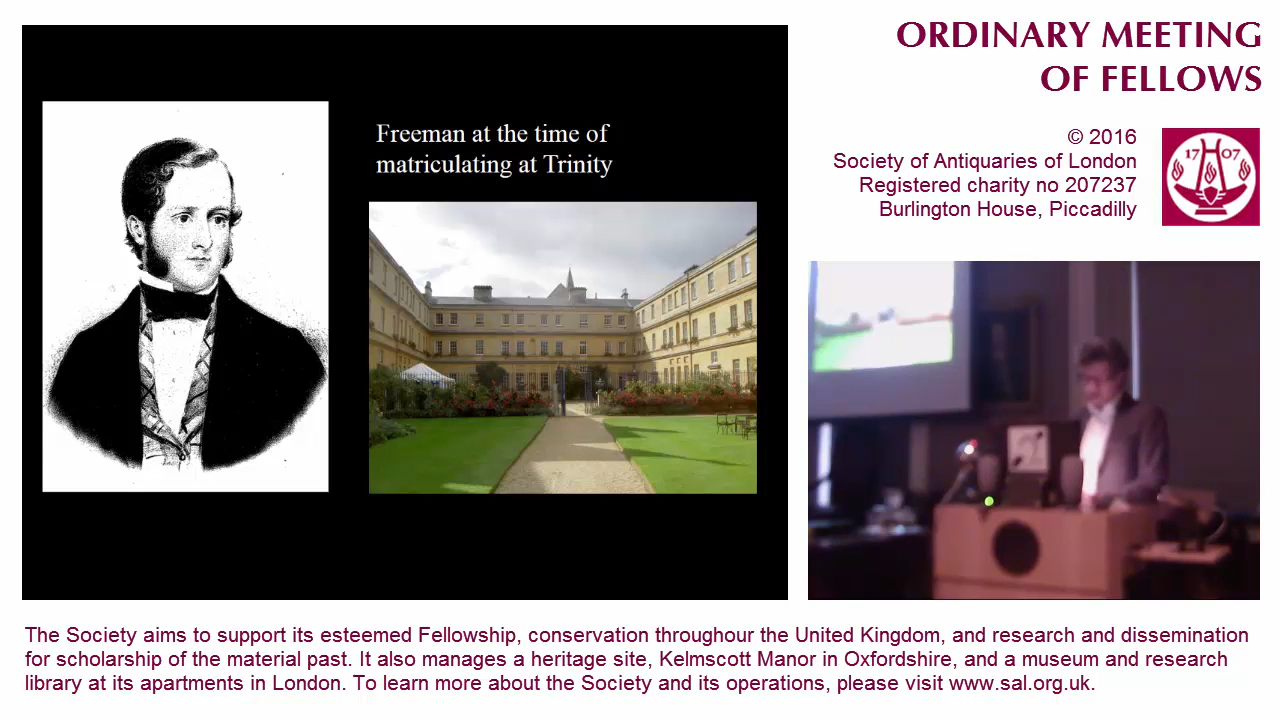 ORDINARY MEETING
OF FELLOWS
Freeman at the time of
matriculating at Trinity
© 2016
Society of Antiquaries of London
Registered charity no 207237
Burlington House, Piccadilly
17 07
The Society aims to support its esteemed Fellowship, conservation throughour the United Kingdom, and research and dissemination
for scholarship of the material past. It also manages a heritage site, Kelmscott Manor in Oxfordshire, and a museum and research
library at its apartments in London. To learn more about the Society and its operations, please visit www.sal.org.uk.